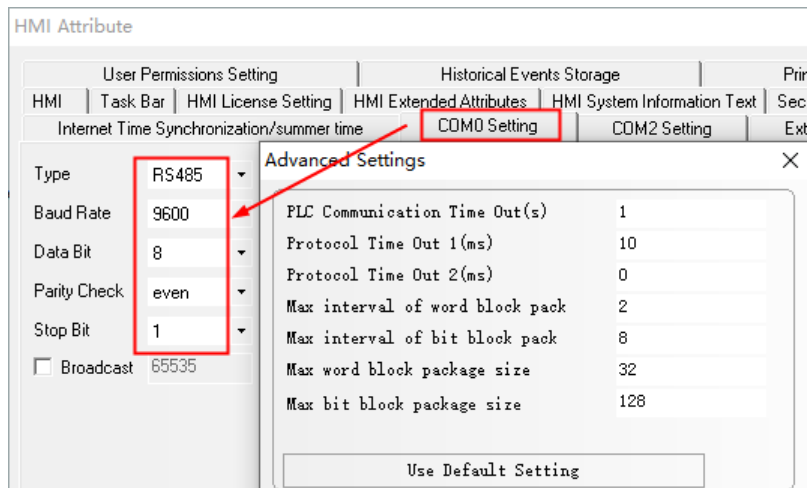 HMI Attribute
User Permissions Setting Historical Events Storage Prin
HMI Task Bar HMI License Setting HMI Extended Attributes HMI System Information Text Sec
Internet Time Synchronization/summer time COM0 Setting COM2 Setting Ext
Advanced Settings
Type RS485
Baud Rate 9600
Data Bit 8
Parity Check even
Stop Bit 1
Broadcast 65535
PLC Communication Time Out(s) 1
Protocol Time Out 1(ms) 10
Protocol Time Out 2(ms) 0
Max interval of word block pack 2
Max interval of bit block pack 8
Max word block package size 32
Max bit block package size 128
Use Default Setting